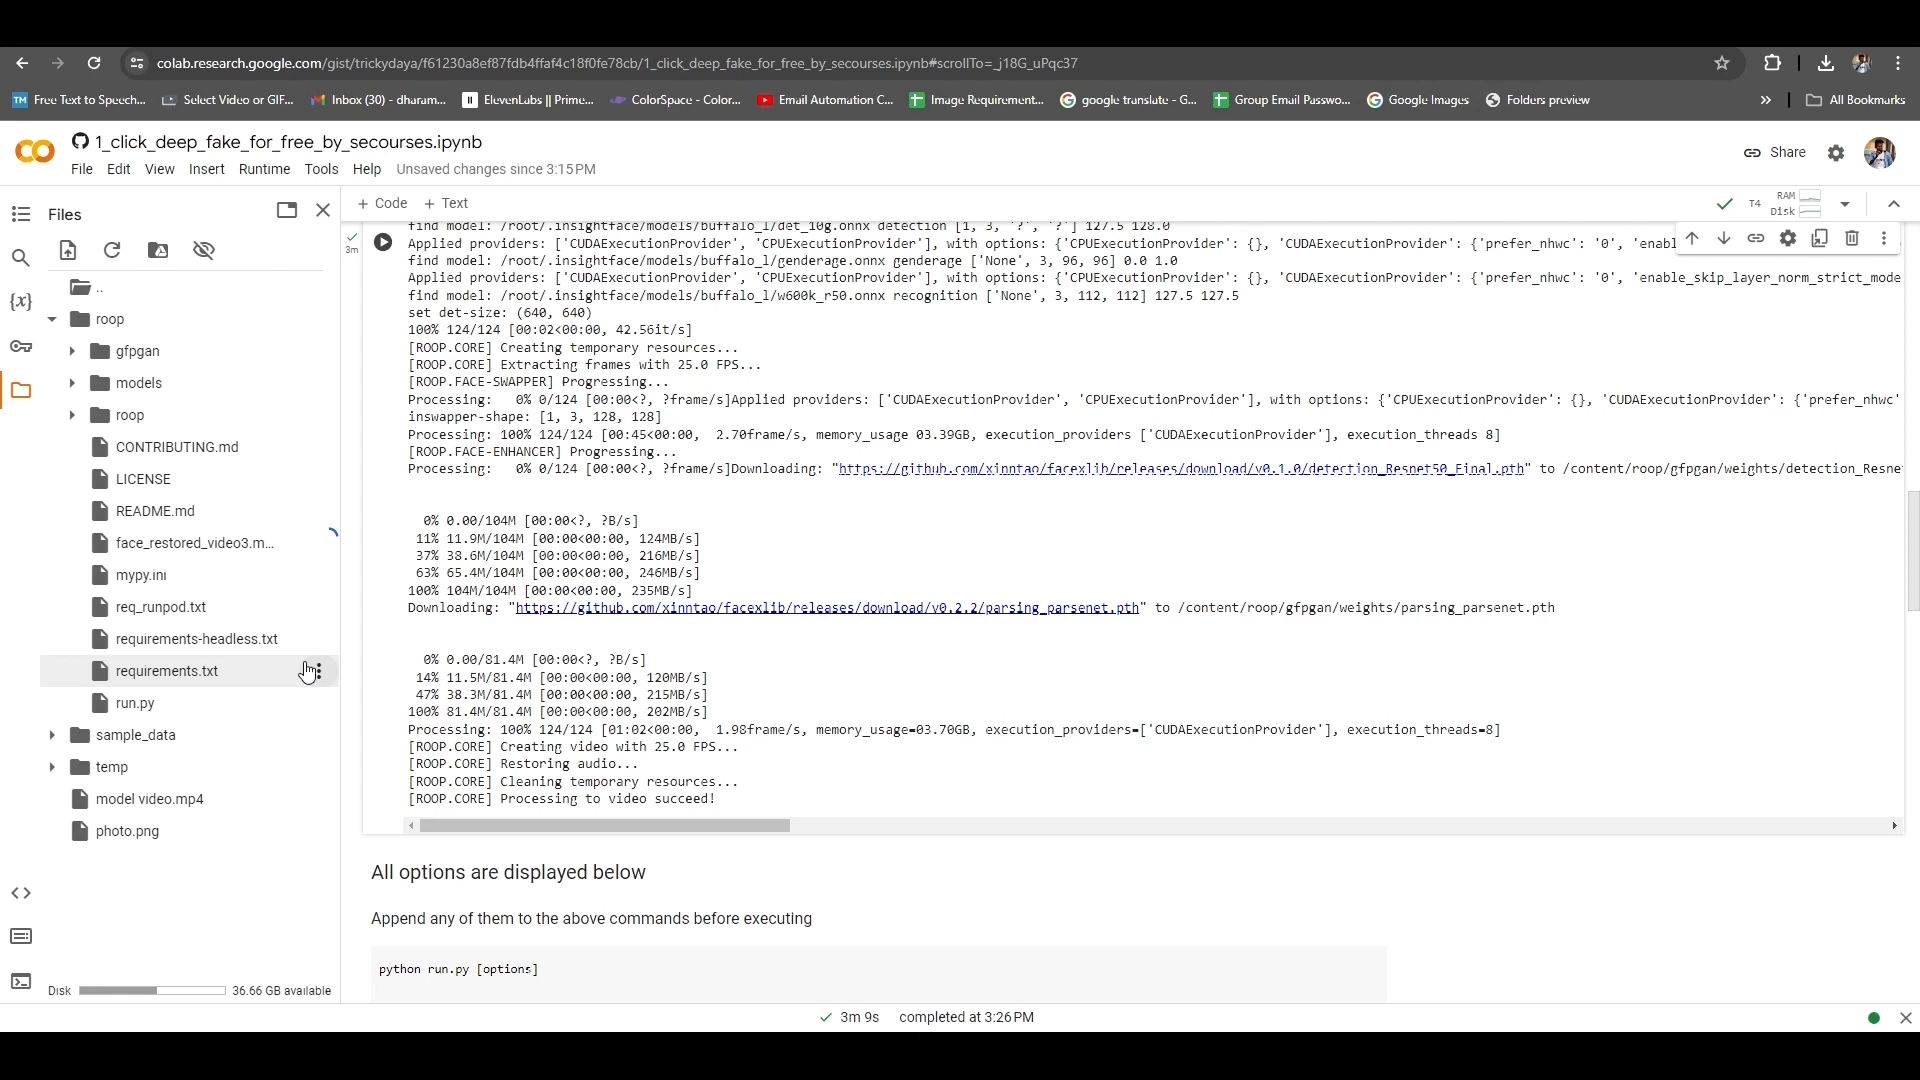 colab.research.google.com/gist/trickydaya/f61230a8ef87fdb4ffaf4c18f0fe78cb/1_click_deep_fake_for_free_by_secourses.ipynb#scrollTo=_j18G_uPqc37
TM Free Text to Speech... Select Video or GIF... Inbox (30) - dharam... ElevenLabs || Prime... ColorSpace - Color... Email Automation C... Image Requirement... google translate - G... Group Email Passwo... Google Images Folders preview » All Bookmarks
1_click_deep_fake_for_free_by_secourses.ipynb
Share
File Edit View Insert Runtime Tools Help Unsaved changes since 3:15 PM
Files
+ Code + Text
T4 RAM Disk
..
roop
gfpgan
models
roop
CONTRIBUTING.md
LICENSE
README.md
face_restored_video3.m...
mypy.ini
req_runpod.txt
requirements-headless.txt
requirements.txt
run.py
sample_data
temp
model video.mp4
photo.png
Disk 36.66 GB available
{x}
3m
find model: /root/.insightface/models/buffalo_l/det_10g.onnx detection [1, 3, '?', '?'] 127.5 128.0
Applied providers: ['CUDAExecutionProvider', 'CPUExecutionProvider'], with options: {'CPUExecutionProvider': {}, 'CUDAExecutionProvider': {'prefer_nhwc': '0', 'enabl
find model: /root/.insightface/models/buffalo_l/genderage.onnx genderage ['None', 3, 96, 96] 0.0 1.0
Applied providers: ['CUDAExecutionProvider', 'CPUExecutionProvider'], with options: {'CPUExecutionProvider': {}, 'CUDAExecutionProvider': {'prefer_nhwc': '0', 'enable_skip_layer_norm_strict_mode
find model: /root/.insightface/models/buffalo_l/w600k_r50.onnx recognition ['None', 3, 112, 112] 127.5 127.5
set det-size: (640, 640)
100% 124/124 [00:02<00:00, 42.56it/s]
[ROOP.CORE] Creating temporary resources...
[ROOP.CORE] Extracting frames with 25.0 FPS...
[ROOP.FACE-SWAPPER] Progressing...
Processing: 0% 0/124 [00:00<?, ?frame/s]Applied providers: ['CUDAExecutionProvider', 'CPUExecutionProvider'], with options: {'CPUExecutionProvider': {}, 'CUDAExecutionProvider': {'prefer_nhwc'
inswapper-shape: [1, 3, 128, 128]
Processing: 100% 124/124 [00:45<00:00, 2.70frame/s, memory_usage 03.39GB, execution_providers ['CUDAExecutionProvider'], execution_threads 8]
[ROOP.FACE-ENHANCER] Progressing...
Processing: 0% 0/124 [00:00<?, ?frame/s]Downloading: "https://github.com/xinntao/facexlib/releases/download/v0.1.0/detection_Resnet50_Final.pth" to /content/roop/gfpgan/weights/detection_Resne
0% 0.00/104M [00:00<?, ?B/s]
11% 11.9M/104M [00:00<00:00, 124MB/s]
37% 38.6M/104M [00:00<00:00, 216MB/s]
63% 65.4M/104M [00:00<00:00, 246MB/s]
100% 104M/104M [00:00<00:00, 235MB/s]
Downloading: "https://github.com/xinntao/facexlib/releases/download/v0.2.2/parsing_parsenet.pth" to /content/roop/gfpgan/weights/parsing_parsenet.pth
0% 0.00/81.4M [00:00<?, ?B/s]
14% 11.5M/81.4M [00:00<00:00, 120MB/s]
47% 38.3M/81.4M [00:00<00:00, 215MB/s]
100% 81.4M/81.4M [00:00<00:00, 202MB/s]
Processing: 100% 124/124 [01:02<00:00, 1.98frame/s, memory_usage=03.70GB, execution_providers=['CUDAExecutionProvider'], execution_threads=8]
[ROOP.CORE] Creating video with 25.0 FPS...
[ROOP.CORE] Restoring audio...
[ROOP.CORE] Cleaning temporary resources...
[ROOP.CORE] Processing to video succeed!
All options are displayed below
Append any of them to the above commands before executing
python run.py [options]
3m 9s completed at 3:26 PM